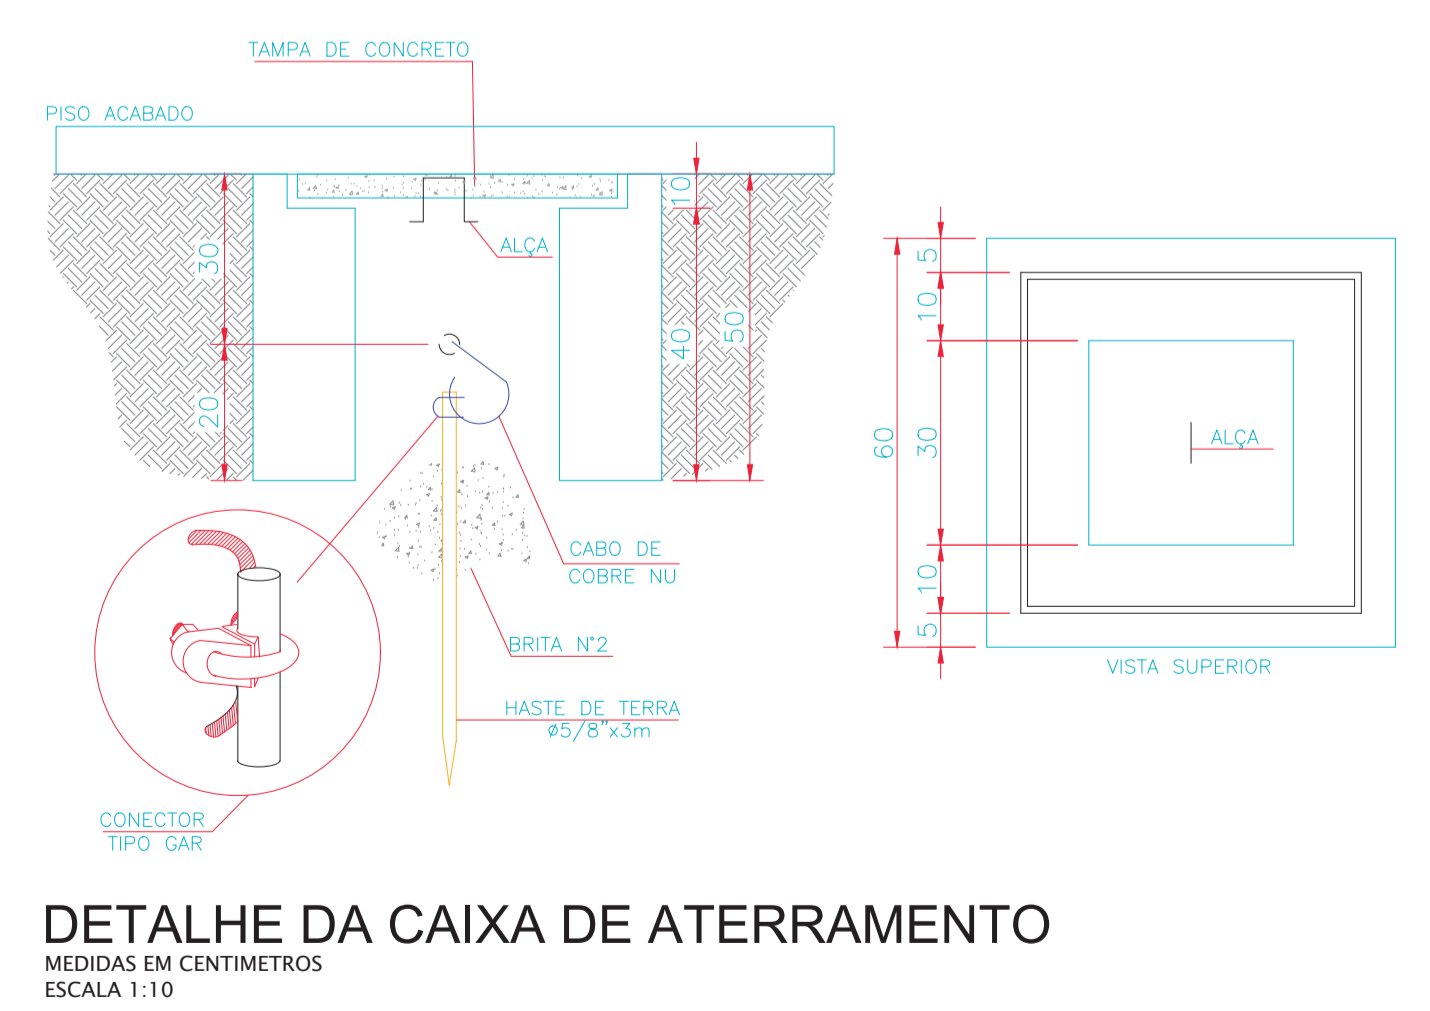 TAMPA DE CONCRETO
PISO ACABADO
10
30
ALÇA
50
40
20
CABO DE
COBRE NU
BRITA N°2
HASTE DE TERRA
ø5/8"x3m
CONECTOR
TIPO GAR
5
10
60
30
ALÇA
10
5
VISTA SUPERIOR
DETALHE DA CAIXA DE ATERRAMENTO
MEDIDAS EM CENTIMETROS
ESCALA 1:10